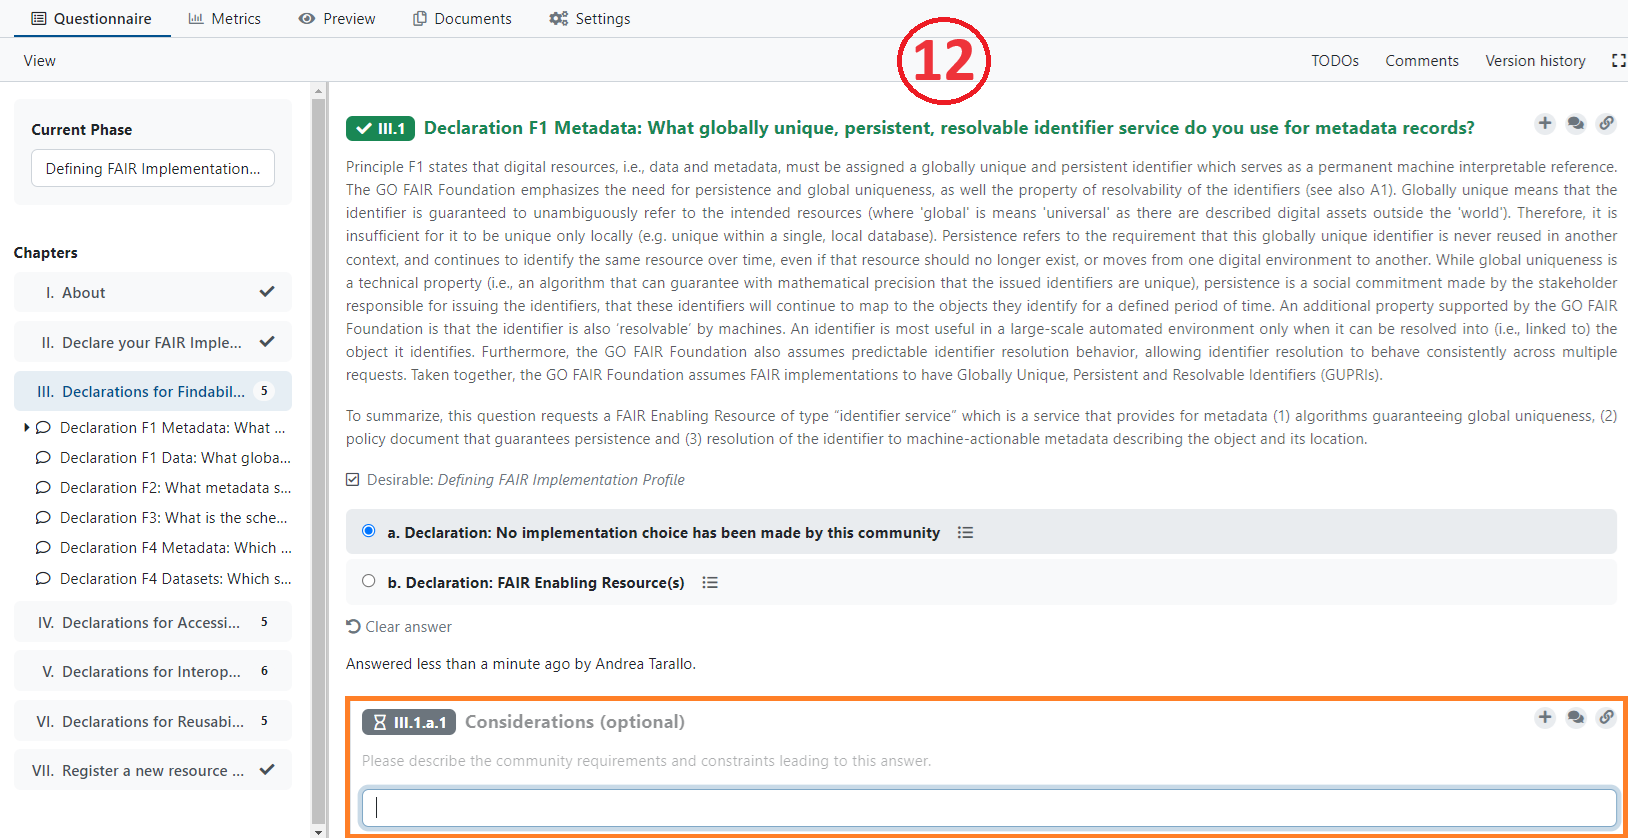 Questionnaire Metrics Preview Documents Settings
12
View TODOs Comments Version history
Current Phase
Defining FAIR Implementation...
Chapters
I. About
II. Declare your FAIR Imple...
III. Declarations for Findabil... 5
Declaration F1 Metadata: What ...
Declaration F1 Data: What globa...
Declaration F2: What metadata s...
Declaration F3: What is the sche...
Declaration F4 Metadata: Which ...
Declaration F4 Datasets: Which s...
IV. Declarations for Accessi... 5
V. Declarations for Interop... 6
VI. Declarations for Reusabi... 5
VII. Register a new resource ...
III.1 Declaration F1 Metadata: What globally unique, persistent, resolvable identifier service do you use for metadata records?
Principle F1 states that digital resources, i.e., data and metadata, must be assigned a globally unique and persistent identifier which serves as a permanent machine interpretable reference.
The GO FAIR Foundation emphasizes the need for persistence and global uniqueness, as well the property of resolvability of the identifiers (see also A1). Globally unique means that the
identifier is guaranteed to unambiguously refer to the intended resources (where 'global' is means 'universal' as there are described digital assets outside the 'world'). Therefore, it is
insufficient for it to be unique only locally (e.g. unique within a single, local database). Persistence refers to the requirement that this globally unique identifier is never reused in another
context, and continues to identify the same resource over time, even if that resource should no longer exist, or moves from one digital environment to another. While global uniqueness is
a technical property (i.e., an algorithm that can guarantee with mathematical precision that the issued identifiers are unique), persistence is a social commitment made by the stakeholder
responsible for issuing the identifiers, that these identifiers will continue to map to the objects they identify for a defined period of time. An additional property supported by the GO FAIR
Foundation is that the identifier is also ‘resolvable’ by machines. An identifier is most useful in a large-scale automated environment only when it can be resolved into (i.e., linked to) the
object it identifies. Furthermore, the GO FAIR Foundation also assumes predictable identifier resolution behavior, allowing identifier resolution to behave consistently across multiple
requests. Taken together, the GO FAIR Foundation assumes FAIR implementations to have Globally Unique, Persistent and Resolvable Identifiers (GUPRIs).
To summarize, this question requests a FAIR Enabling Resource of type “identifier service” which is a service that provides for metadata (1) algorithms guaranteeing global uniqueness, (2)
policy document that guarantees persistence and (3) resolution of the identifier to machine-actionable metadata describing the object and its location.
Desirable: Defining FAIR Implementation Profile
a. Declaration: No implementation choice has been made by this community
b. Declaration: FAIR Enabling Resource(s)
Clear answer
Answered less than a minute ago by Andrea Tarallo.
III.1.a.1 Considerations (optional)
Please describe the community requirements and constraints leading to this answer.